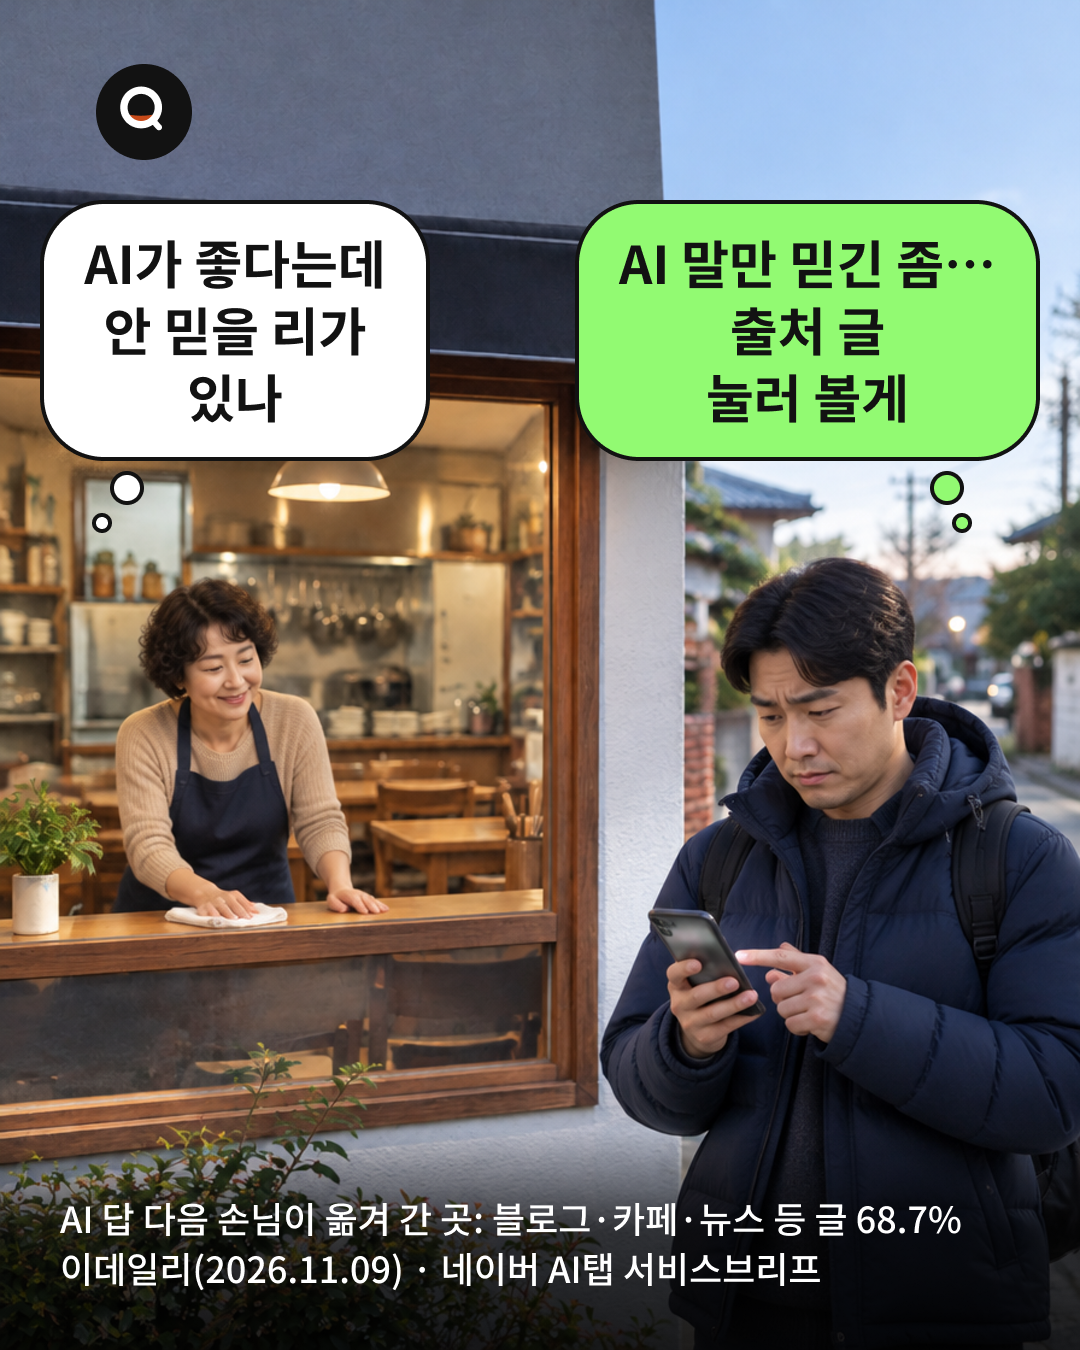 AI가 좋다는데
안 믿을 리가
있나
AI 말만 믿긴 좀…
출처 글
눌러 볼게
AI 답 다음 손님이 옮겨 간 곳: 블로그·카페·뉴스 등 글 68.7%
이데일리(2026.11.09) · 네이버 AI탭 서비스브리프